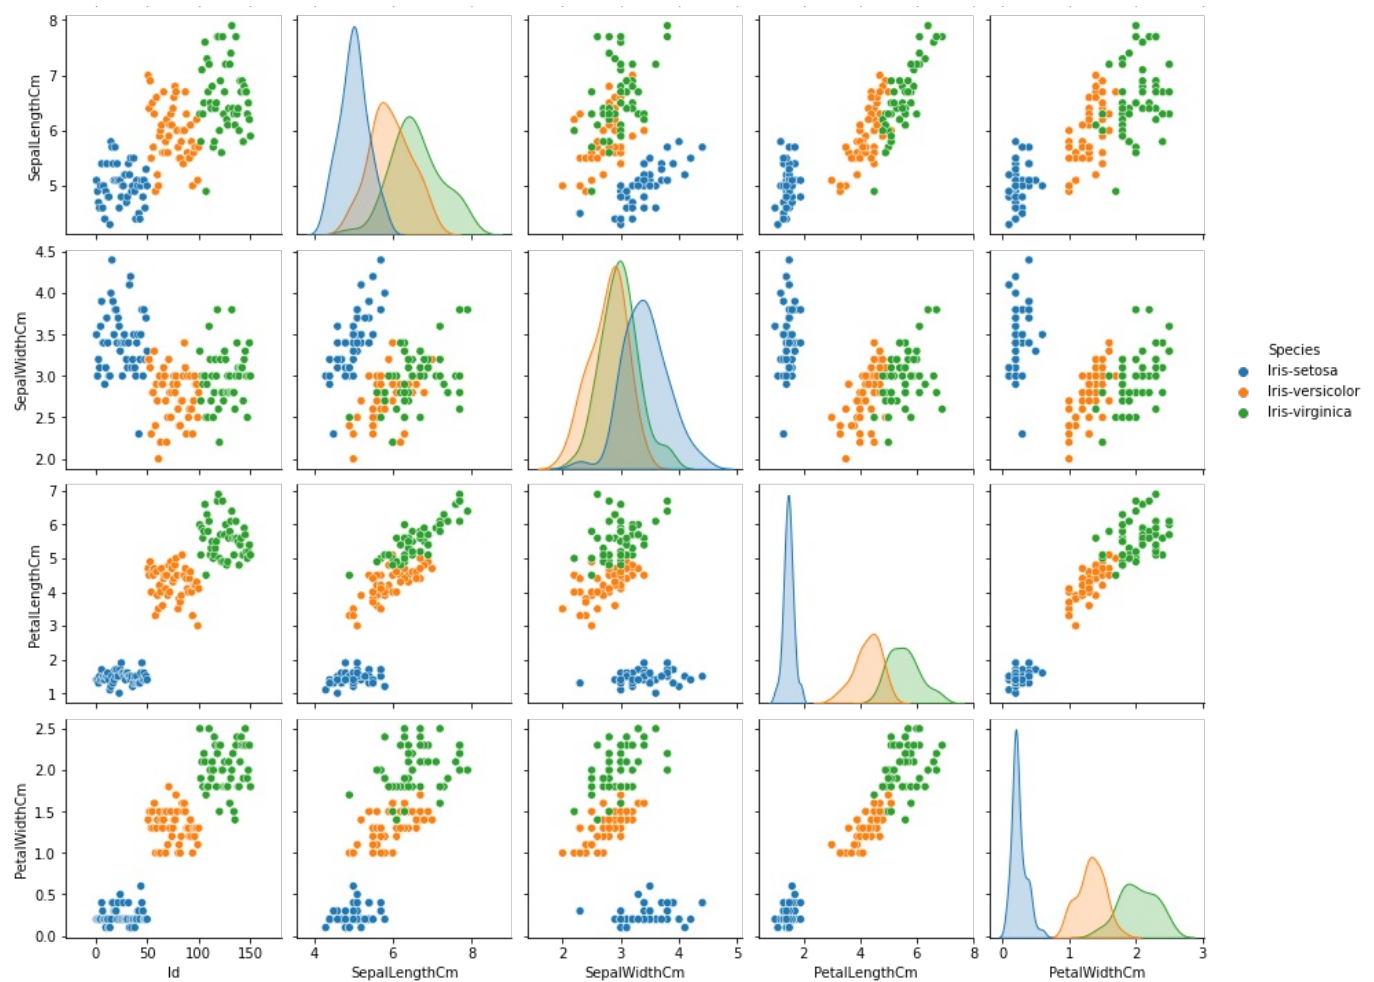 8
7
6
5
SepalLengthCm
4.5
4.0
3.5
3.0
2.5
2.0
SepalWidthCm
Species
Iris-setosa
Iris-versicolor
Iris-virginica
7
6
5
4
3
2
1
PetalLengthCm
2.5
2.0
1.5
1.0
0.5
0.0
PetalWidthCm
0 50 100 150 4 6 8 2 3 4 5 2 4 6 8 0 1 2 3
Id SepalLengthCm SepalWidthCm PetalLengthCm PetalWidthCm